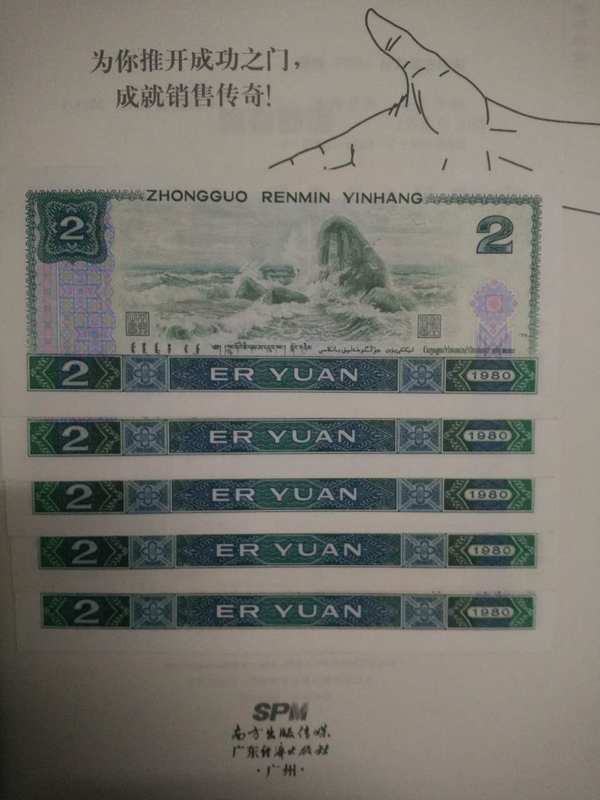 为你推开成功之门，
成就销售传奇！
ZHONGGUO RENMIN YINHANG
2 2
2 ER YUAN 1980
2 ER YUAN 1980
2 ER YUAN 1980
2 ER YUAN 1980
2 ER YUAN 1980
SPM
南方出版传媒
广东经济出版社
·广州·